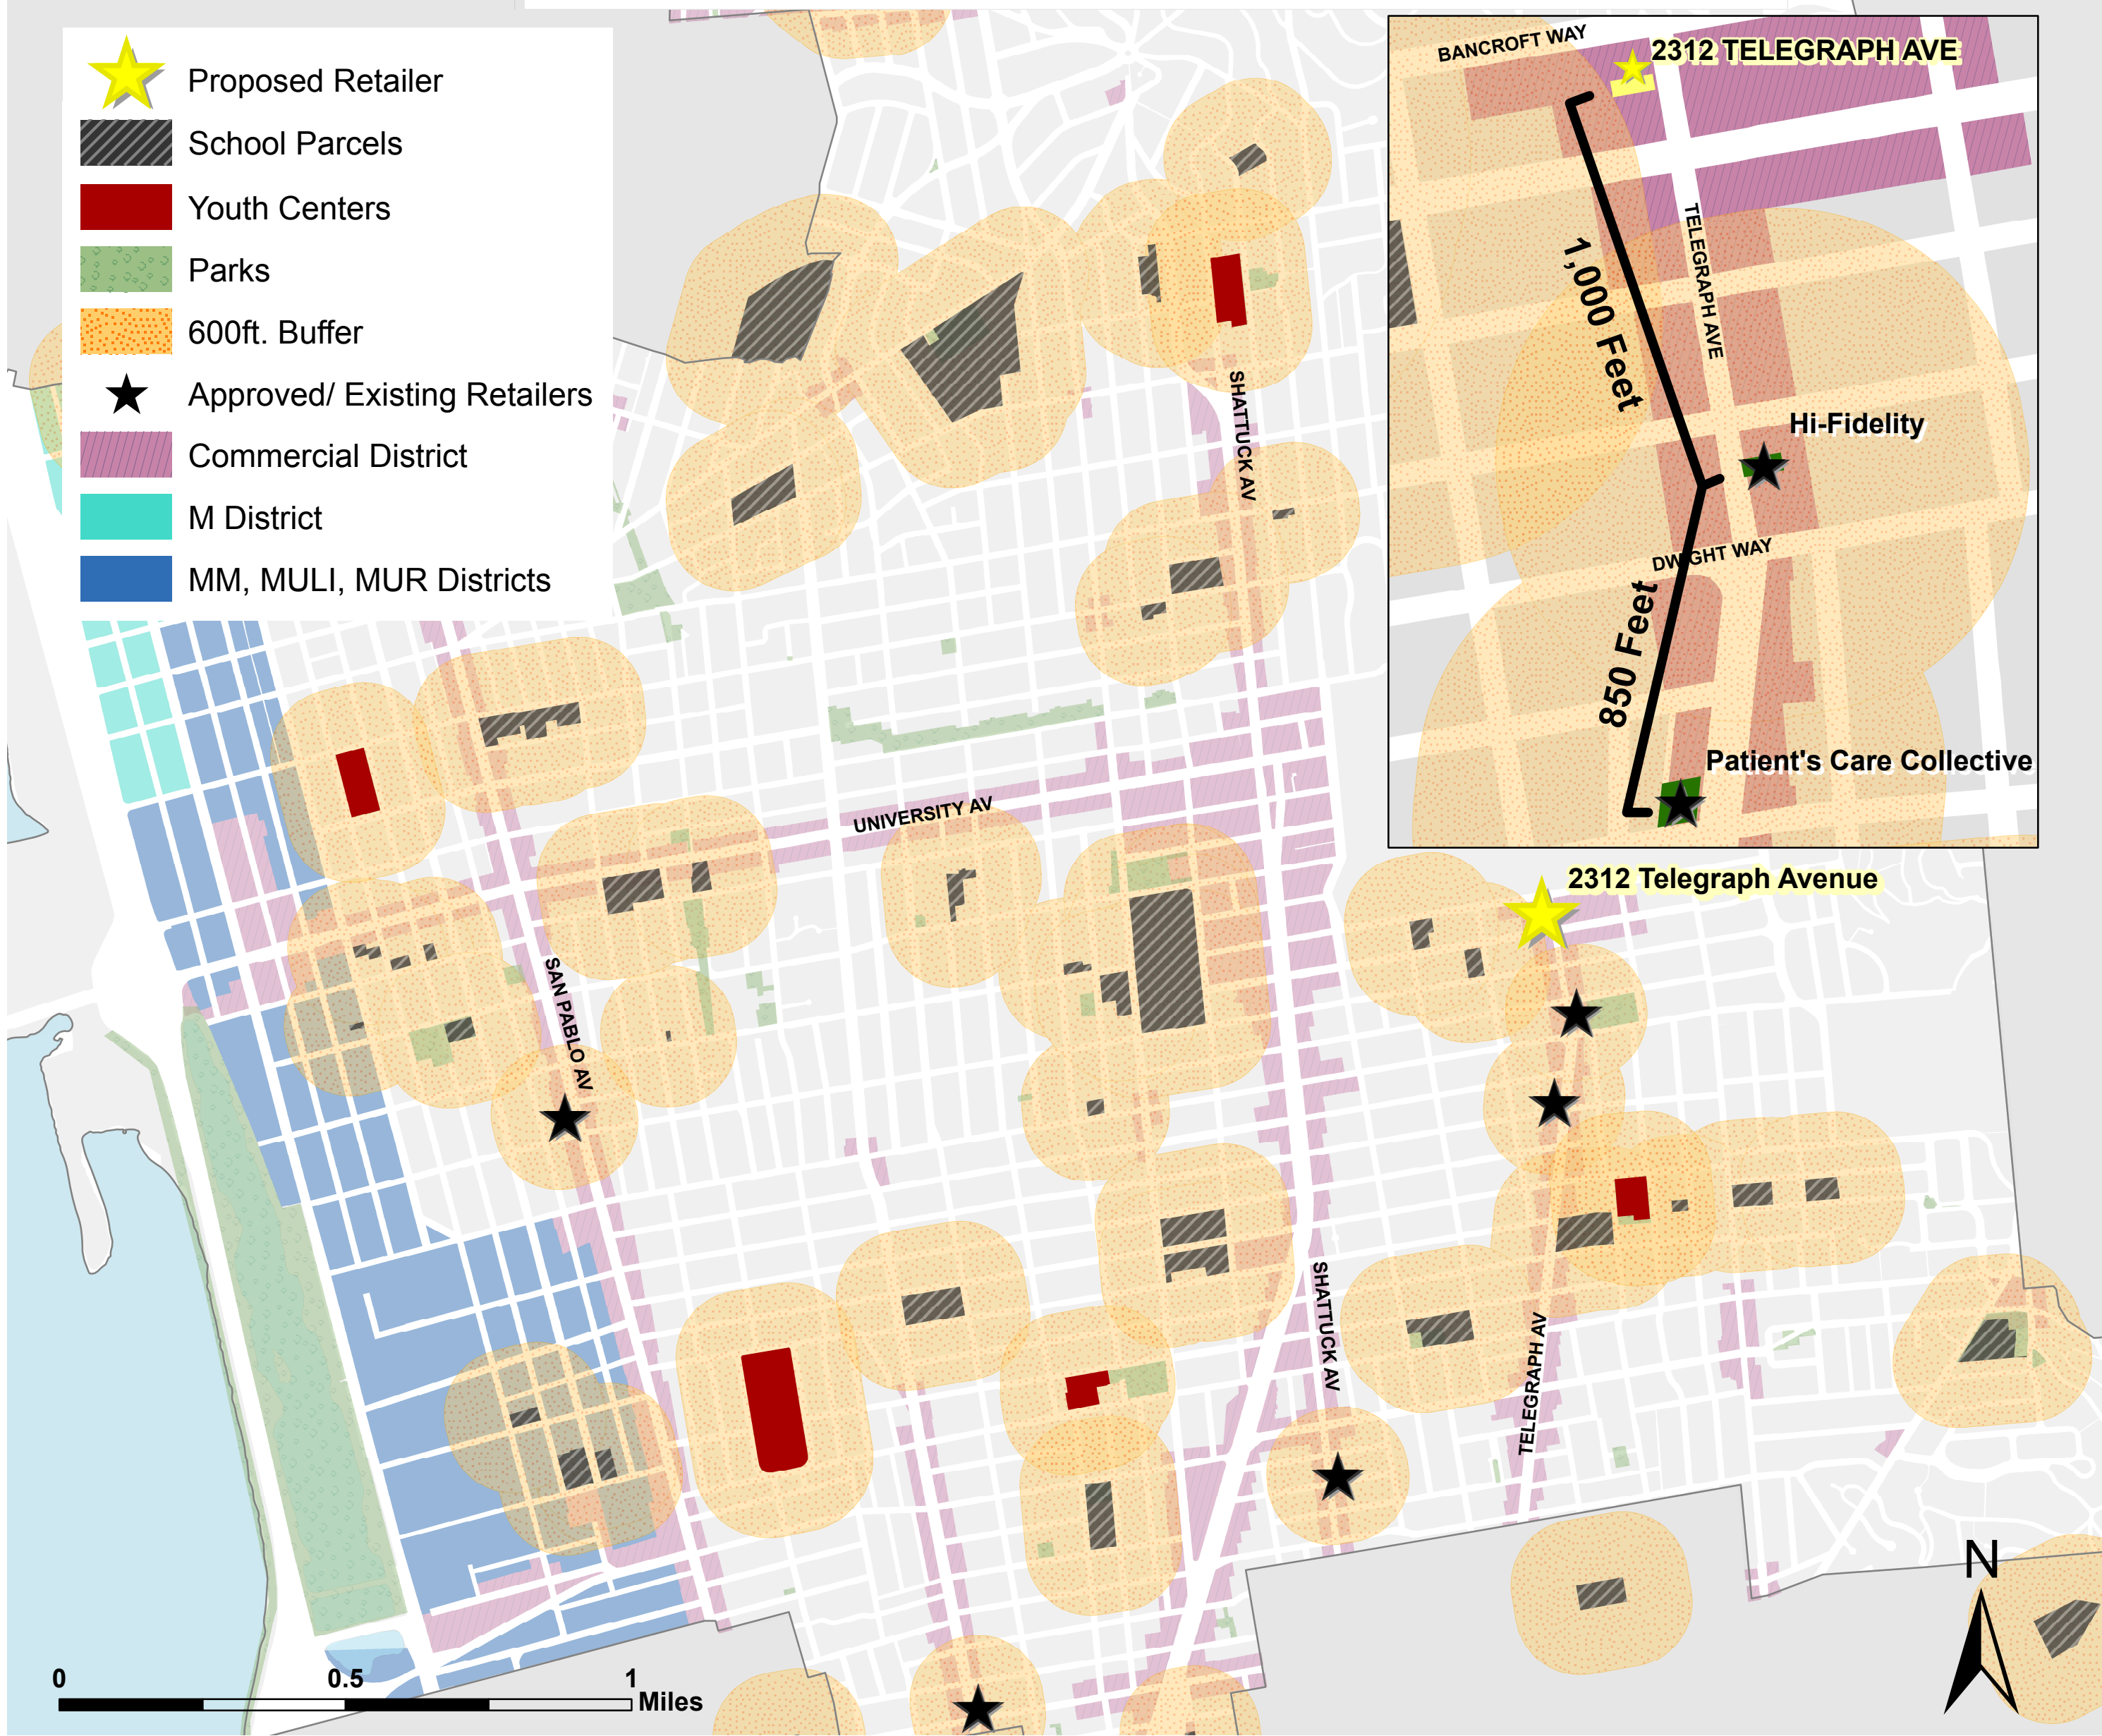 Proposed Retailer
School Parcels
Youth Centers
Parks
600ft. Buffer
Approved/ Existing Retailers
Commercial District
M District
MM, MULI, MUR Districts
BANCROFT WAY
2312 TELEGRAPH AVE
TELEGRAPH AVE
1,000 Feet
Hi-Fidelity
DWIGHT WAY
850 Feet
Patient's Care Collective
SHATTUCK AV
UNIVERSITY AV
2312 Telegraph Avenue
SAN PABLO AV
SHATTUCK AV
TELEGRAPH AV
N
0 0.5 1
Miles